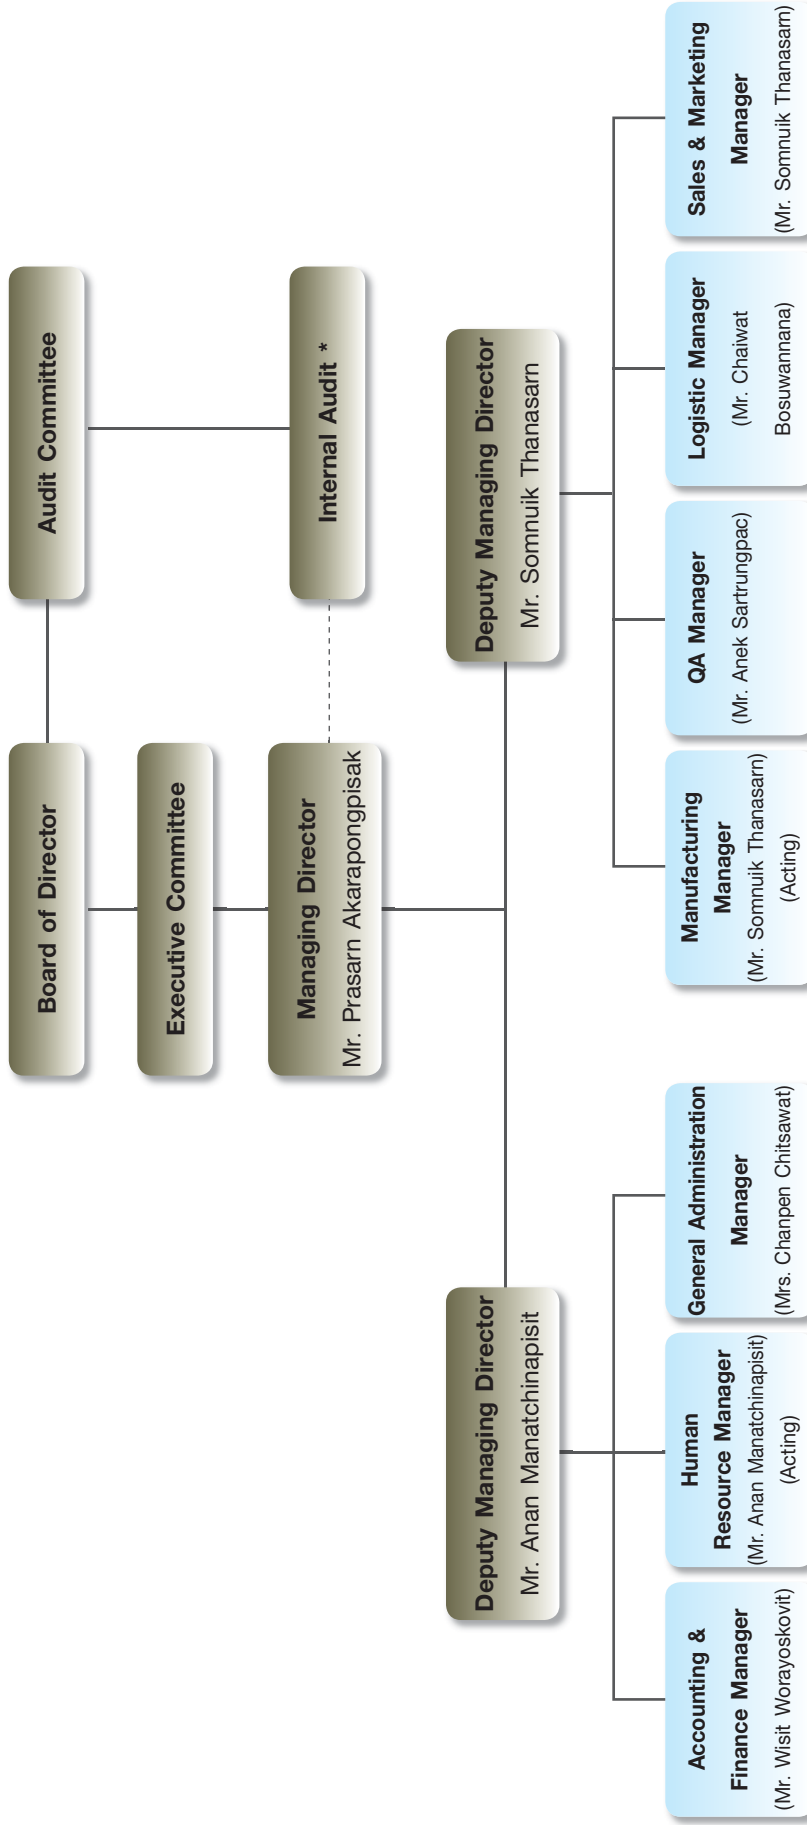 Board of Director
Audit Committee
Executive Committee
Managing Director
Mr. Prasarn Akarapongpisak
Internal Audit *
Deputy Managing Director
Mr. Anan Manatchinapisit
Deputy Managing Director
Mr. Somnuik Thanasarn
Accounting &
Finance Manager
(Mr. Wisit Worayoskovit)
Human
Resource Manager
(Mr. Anan Manatchinapisit)
(Acting)
General Administration
Manager
(Mrs. Chanpen Chitsawat)
Manufacturing
Manager
(Mr. Somnuik Thanasarn)
(Acting)
QA Manager
(Mr. Anek Sartrungpac)
Logistic Manager
(Mr. Chaiwat
Bosuwannana)
Sales & Marketing
Manager
(Mr. Somnuik Thanasarn)